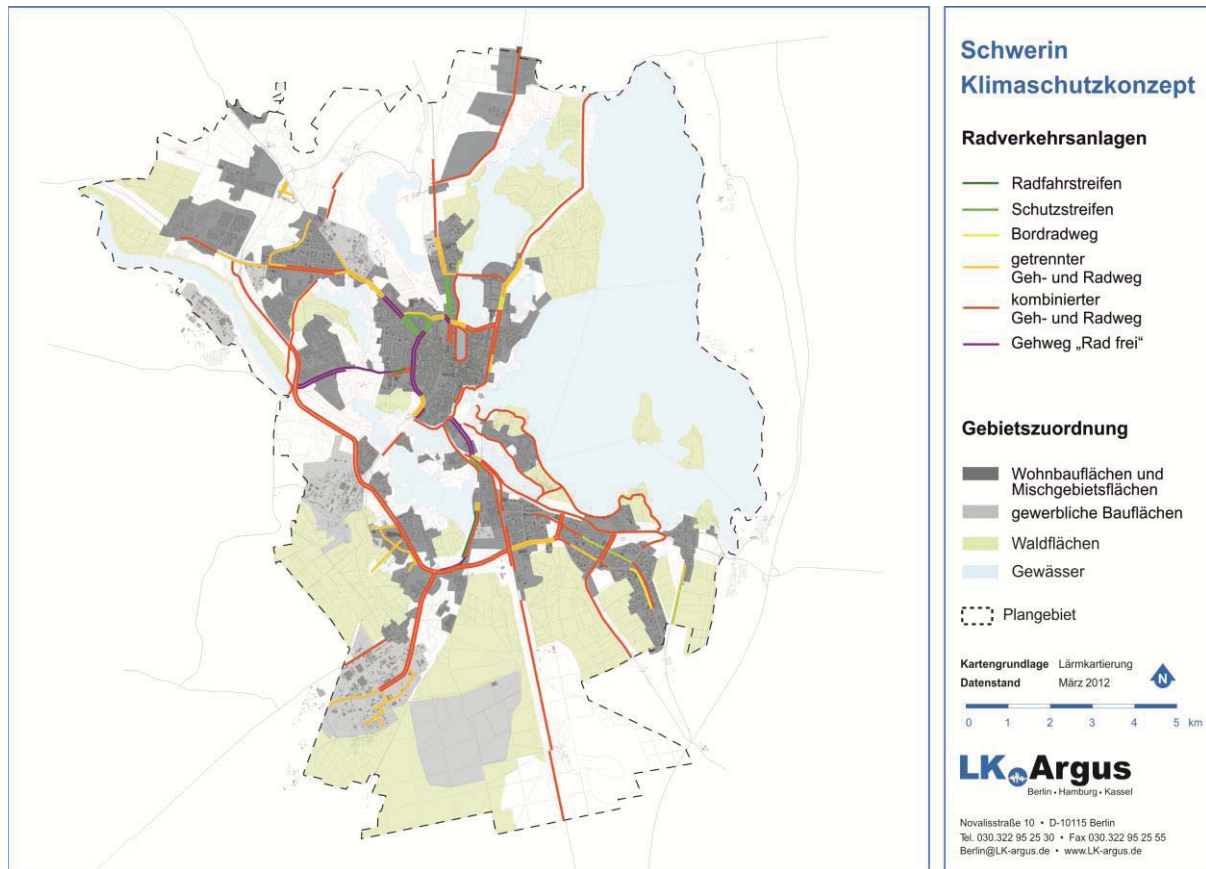 Schwerin
Klimaschutzkonzept
Radverkehrsanlagen
Radfahrstreifen
Schutzstreifen
Bordradweg
getrennter
Geh- und Radweg
kombinierter
Geh- und Radweg
Gehweg „Rad frei“
Gebietszuordnung
Wohnbauflächen und
Mischgebietsflächen
gewerbliche Bauflächen
Waldflächen
Gewässer
Plangebiet
Kartengrundlage Lärmkartierung
Datenstand März 2012
N
0 1 2 3 4 5 km
LK Argus
Berlin • Hamburg • Kassel
Novalisstraße 10 • D-10115 Berlin
Tel. 030.322 95 25 30 • Fax 030.322 95 25 55
Berlin@LK-argus.de • www.LK-argus.de